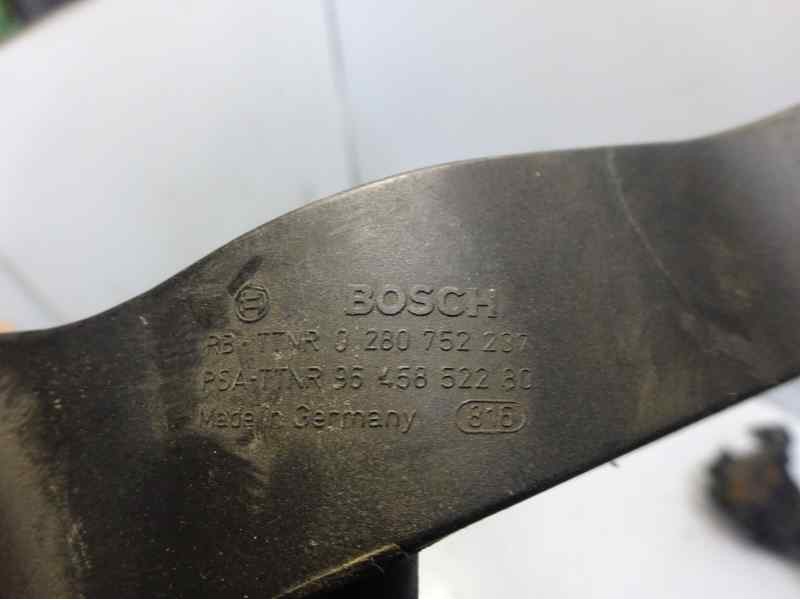 BOSCH
RB-TTNR 0 280 752 237
PSA-TTNR 96 458 522 80
Made in Germany 816